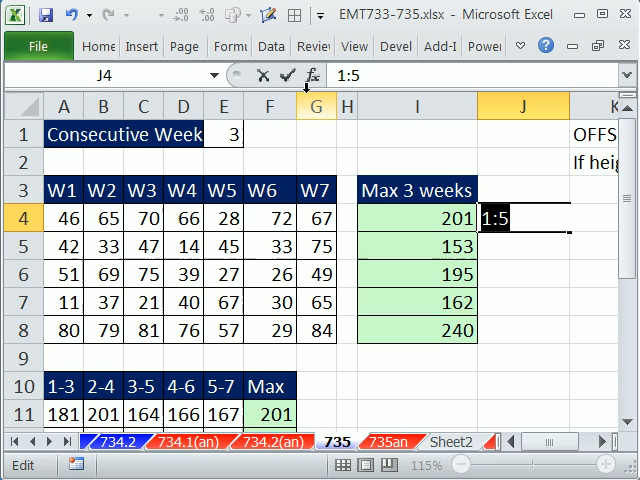 EMT733-735.xlsx - Microsoft Excel
File Home Insert Page Formu Data Review View Devel Add-I Power
J4 fx 1:5
A B C D E F G H I J K
1 Consecutive Week 3 OFFS
2 If heig
3 W1 W2 W3 W4 W5 W6 W7 Max 3 weeks
4 46 65 70 66 28 72 67 201 1:5
5 42 33 47 14 45 33 75 153
6 51 69 75 39 27 26 49 195
7 11 37 21 40 67 30 65 162
8 80 79 81 76 57 29 84 240
9
10 1-3 2-4 3-5 4-6 5-7 Max
11 181 201 164 166 167 201
734.2 734.1(an) 734.2(an) 735 735an Sheet2
Edit 115%